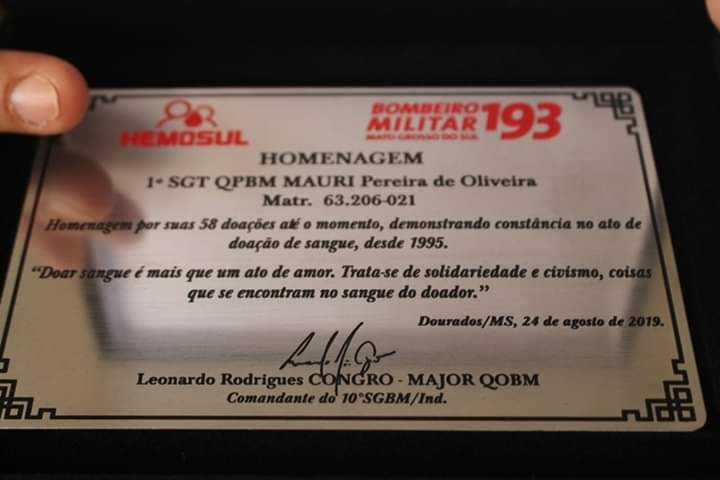 HEMOSUL
BOMBEIRO
MILITAR 193
MATO GROSSO DO SUL
HOMENAGEM
1º SGT QPBM MAURI Pereira de Oliveira
Matr. 63.206-021
Homenagem por suas 58 doações até o momento, demonstrando constância no ato de
doação de sangue, desde 1995.
“Doar sangue é mais que um ato de amor. Trata-se de solidariedade e civismo, coisas
que se encontram no sangue do doador.”
Dourados/MS, 24 de agosto de 2019.
Leonardo Rodrigues CONGRO - MAJOR QOBM
Comandante do 10ºSGBM/Ind.